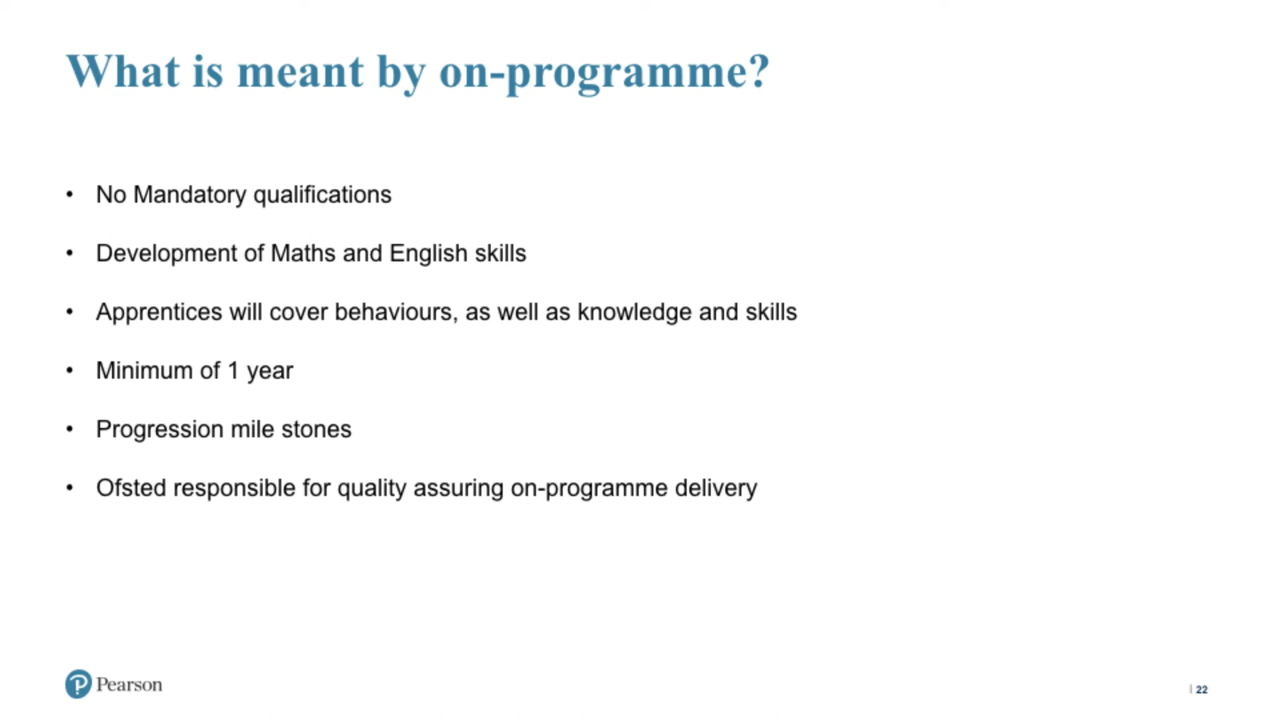 What is meant by on-programme?
• No Mandatory qualifications
• Development of Maths and English skills
• Apprentices will cover behaviours, as well as knowledge and skills
• Minimum of 1 year
• Progression mile stones
• Ofsted responsible for quality assuring on-programme delivery
Pearson
| 22